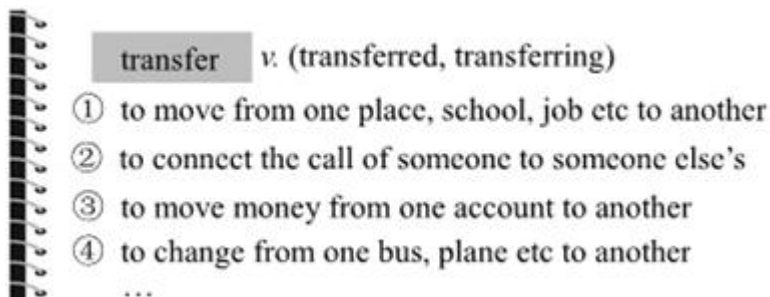 transfer v. (transferred, transferring)
① to move from one place, school, job etc to another
② to connect the call of someone to someone else's
③ to move money from one account to another
④ to change from one bus, plane etc to another
…